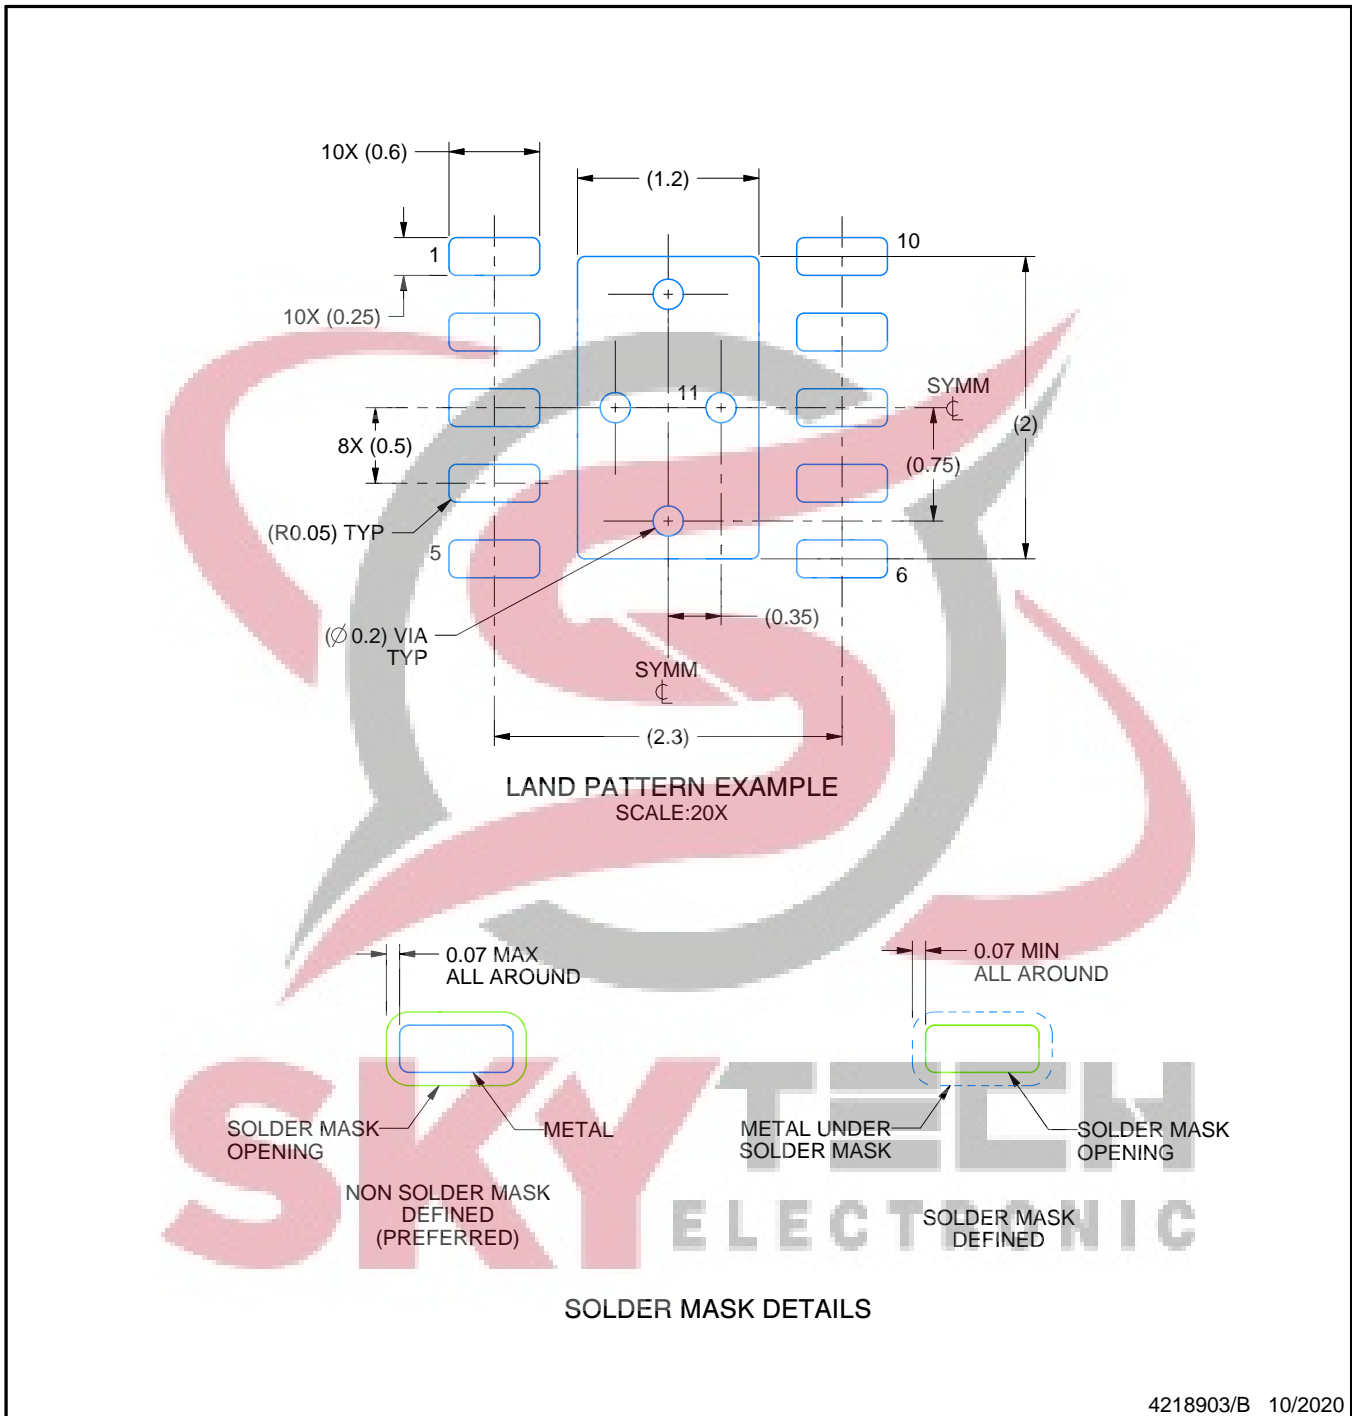 10X (0.6)
(1.2)
1
10
10X (0.25)
SYMM
℄
11
(2)
8X (0.5)
(0.75)
(R0.05) TYP
5
6
(0.35)
(∅ 0.2) VIA
TYP
SYMM
℄
(2.3)
LAND PATTERN EXAMPLE
SCALE:20X
0.07 MAX
ALL AROUND
0.07 MIN
ALL AROUND
SOLDER MASK
OPENING
METAL
METAL UNDER
SOLDER MASK
SOLDER MASK
OPENING
NON SOLDER MASK
DEFINED
(PREFERRED)
SOLDER MASK
DEFINED
SKYTECH
ELECTRONIC
SOLDER MASK DETAILS
4218903/B 10/2020